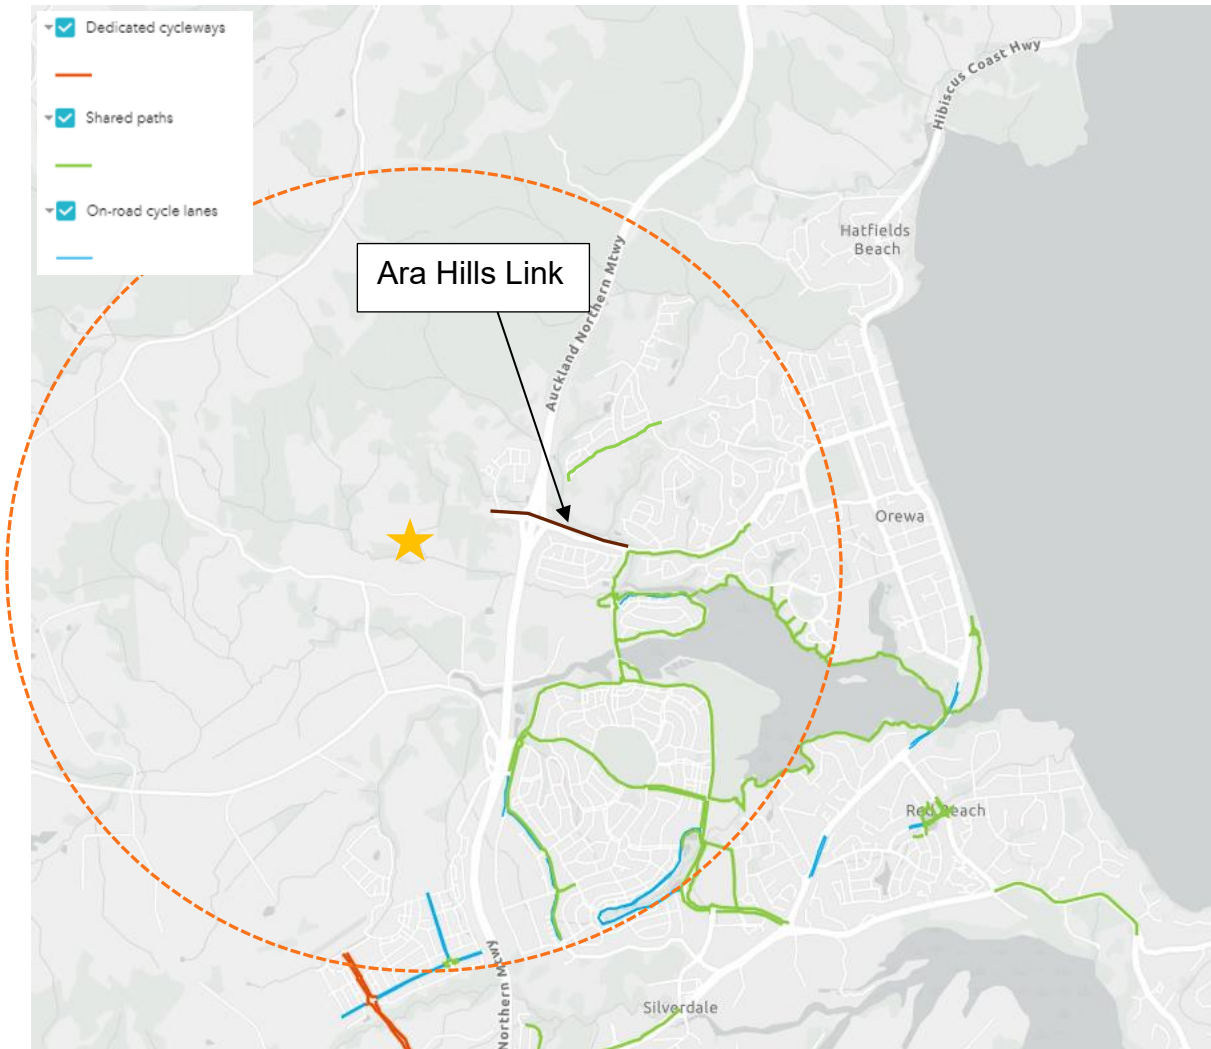 Dedicated cycleways
Shared paths
On-road cycle lanes
Hibiscus Coast Hwy
Hatfields
Beach
Ara Hills Link
Auckland Northern Mtwy
Orewa
Red Beach
Northern Mtwy
Silverdale